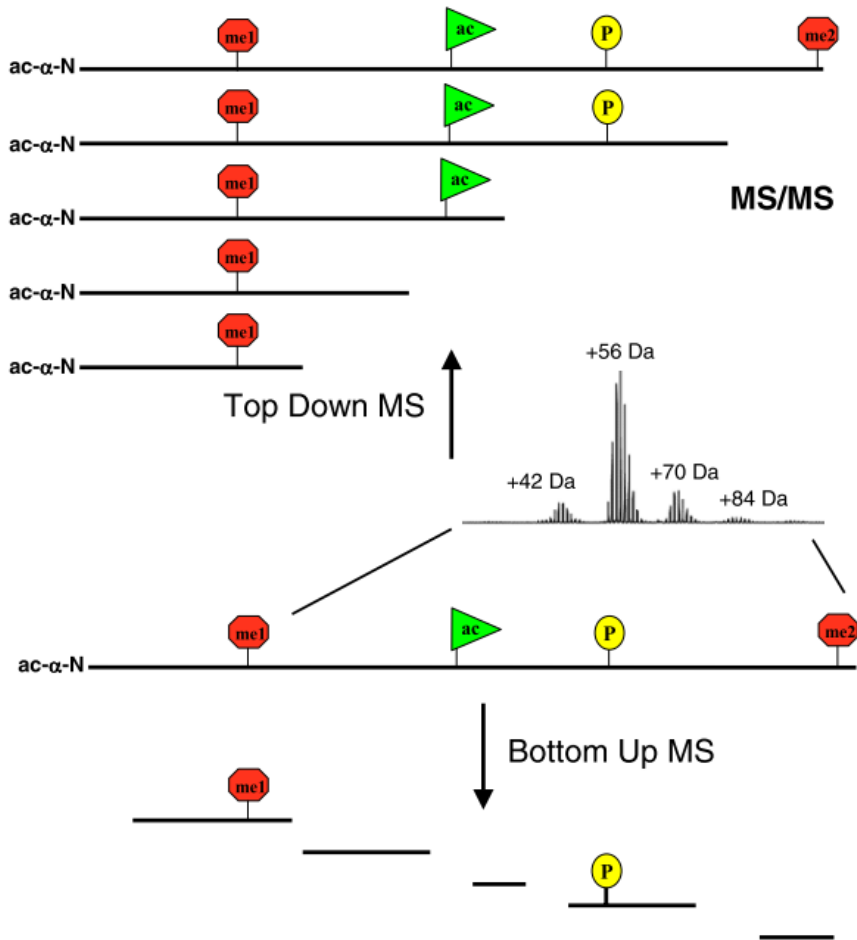 me1 ac P me2
ac-α-N
me1 ac P
ac-α-N
me1 ac
ac-α-N
MS/MS
me1
ac-α-N
me1
ac-α-N
+56 Da
Top Down MS
+42 Da
+70 Da
+84 Da
me1 ac P me2
ac-α-N
Bottom Up MS
me1
P